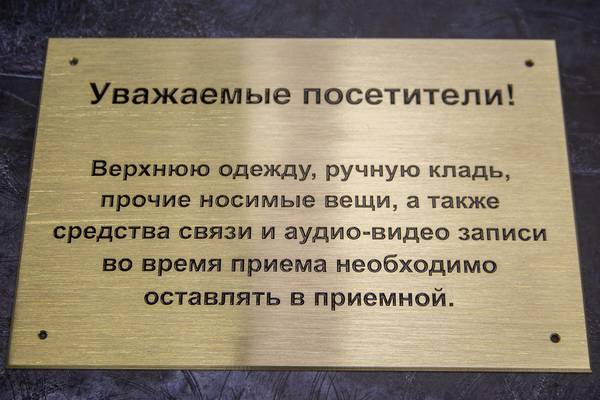 Уважаемые посетители!
Верхнюю одежду, ручную кладь,
прочие носимые вещи, а также
средства связи и аудио-видео записи
во время приема необходимо
оставлять в приемной.